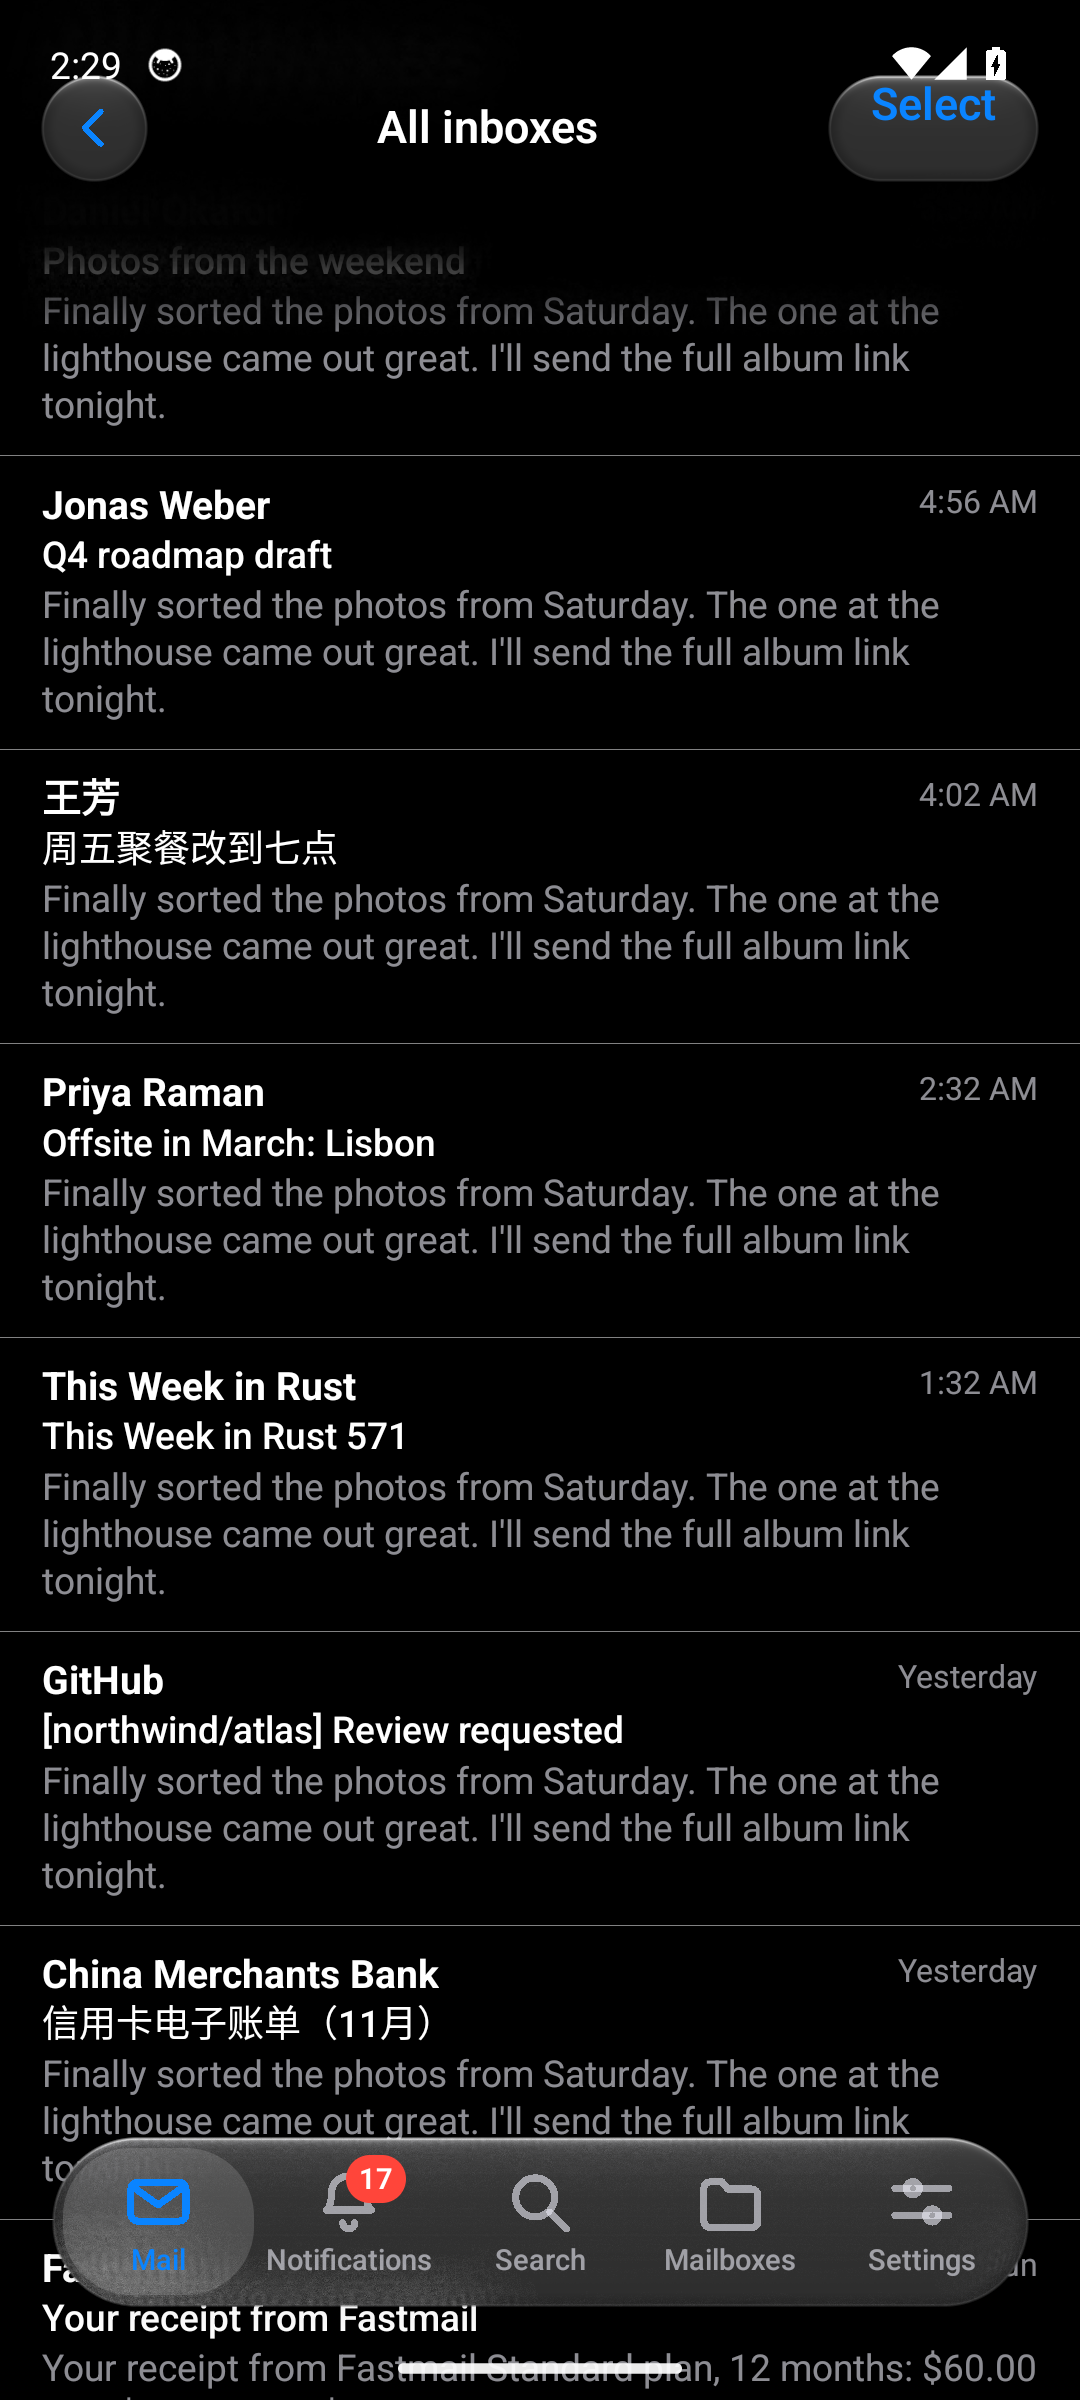 2:29
All inboxes
Select
Photos from the weekend
Finally sorted the photos from Saturday. The one at the
lighthouse came out great. I'll send the full album link
tonight.
Jonas Weber
4:56 AM
Q4 roadmap draft
Finally sorted the photos from Saturday. The one at the
lighthouse came out great. I'll send the full album link
tonight.
王芳
4:02 AM
周五聚餐改到七点
Finally sorted the photos from Saturday. The one at the
lighthouse came out great. I'll send the full album link
tonight.
Priya Raman
2:32 AM
Offsite in March: Lisbon
Finally sorted the photos from Saturday. The one at the
lighthouse came out great. I'll send the full album link
tonight.
This Week in Rust
1:32 AM
This Week in Rust 571
Finally sorted the photos from Saturday. The one at the
lighthouse came out great. I'll send the full album link
tonight.
GitHub
Yesterday
[northwind/atlas] Review requested
Finally sorted the photos from Saturday. The one at the
lighthouse came out great. I'll send the full album link
tonight.
China Merchants Bank
Yesterday
信用卡电子账单（11月）
Finally sorted the photos from Saturday. The one at the
lighthouse came out great. I'll send the full album link
17
Mail
Notifications
Search
Mailboxes
Settings
Your receipt from Fastmail
Your receipt from Fastmail Standard plan, 12 months: $60.00